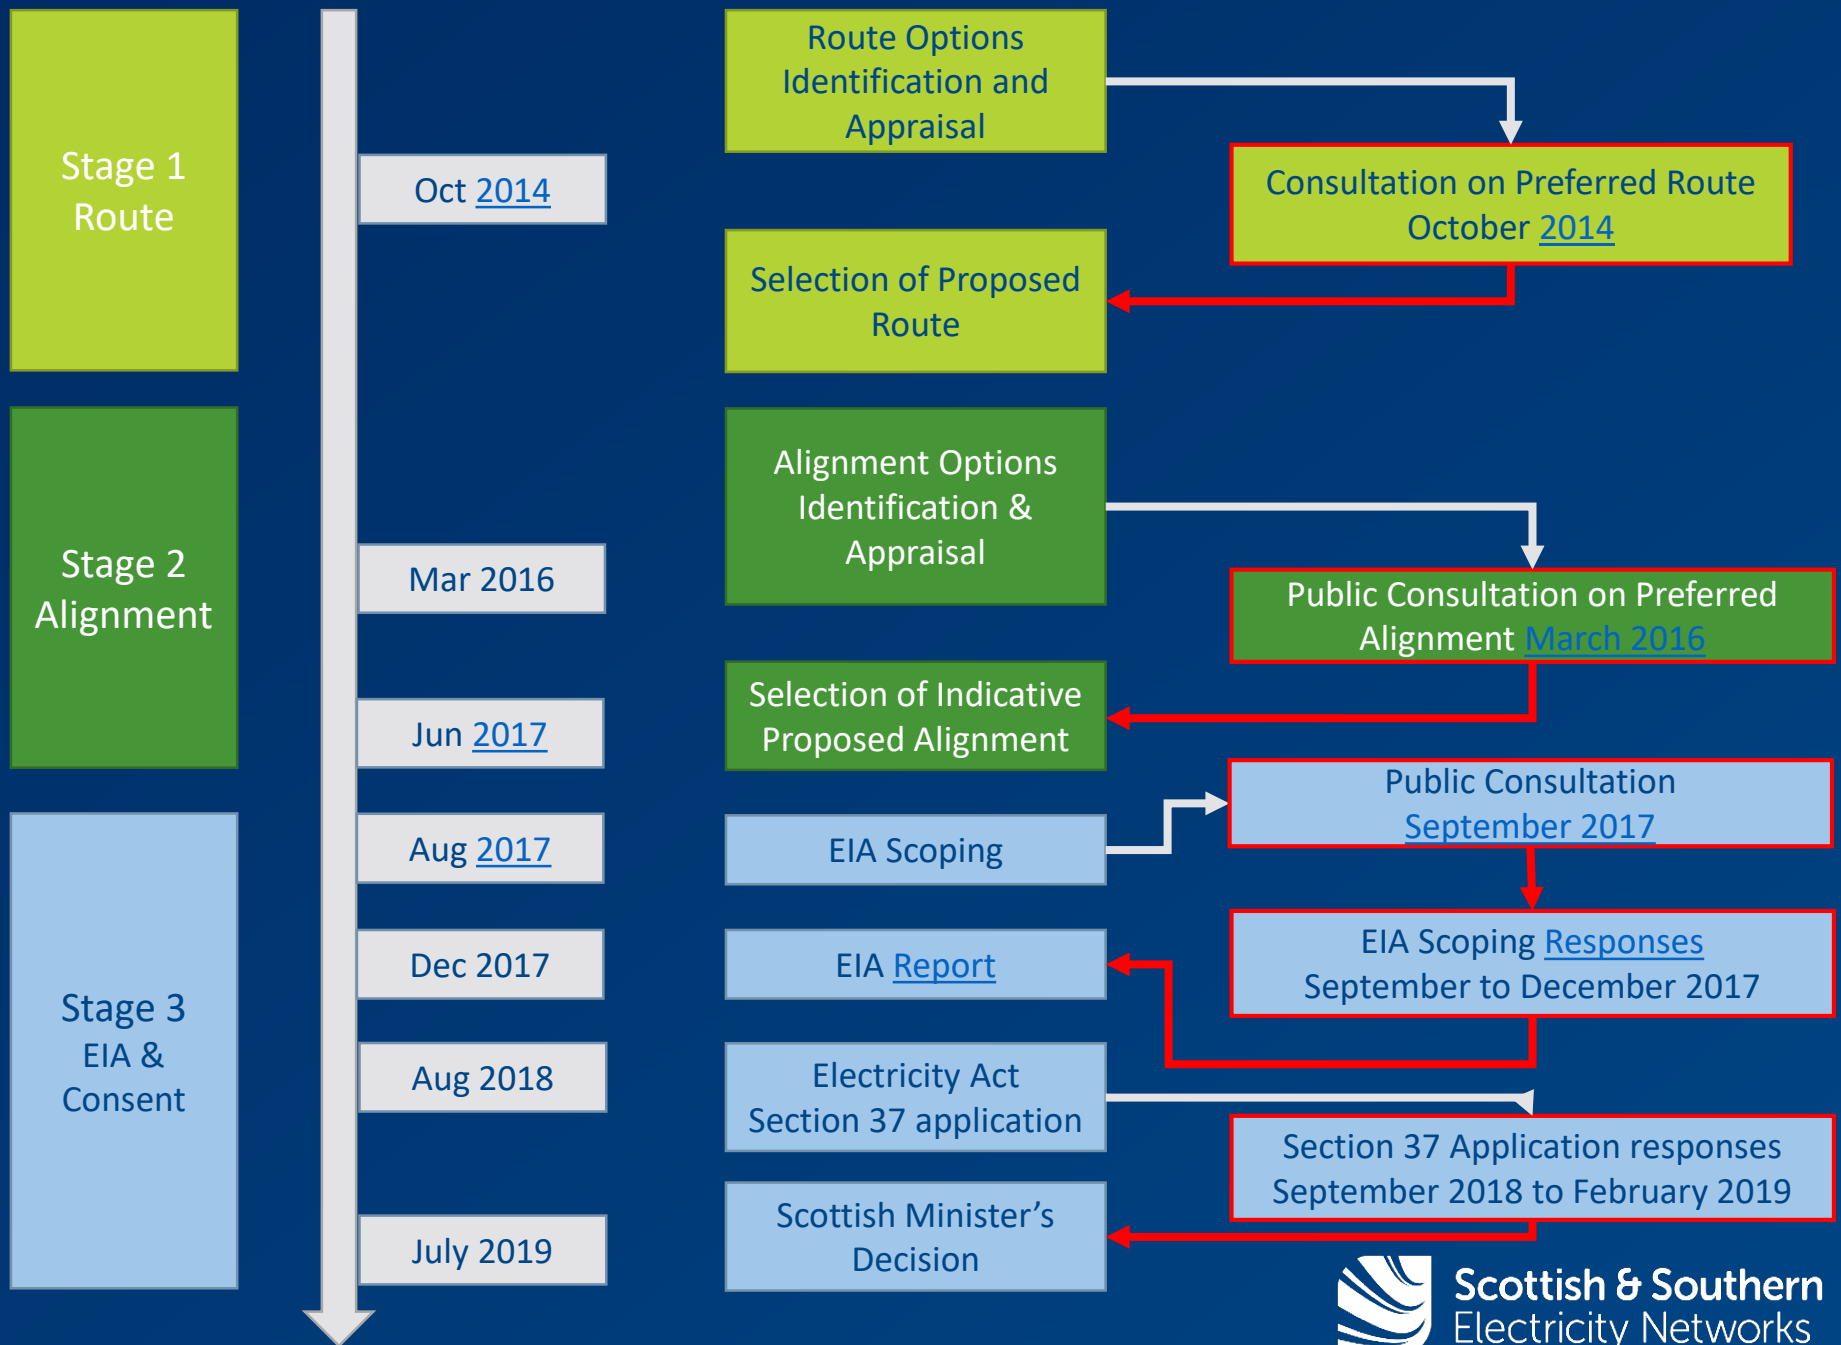 Stage 1
Route
Oct 2014
Route Options
Identification and
Appraisal
Consultation on Preferred Route
October 2014
Selection of Proposed
Route
Stage 2
Alignment
Mar 2016
Jun 2017
Alignment Options
Identification &
Appraisal
Public Consultation on Preferred
Alignment March 2016
Selection of Indicative
Proposed Alignment
Stage 3
EIA &
Consent
Aug 2017
Dec 2017
Aug 2018
July 2019
EIA Scoping
Public Consultation
September 2017
EIA Scoping Responses
September to December 2017
EIA Report
Electricity Act
Section 37 application
Section 37 Application responses
September 2018 to February 2019
Scottish Minister’s
Decision
Scottish & Southern
Electricity Networks